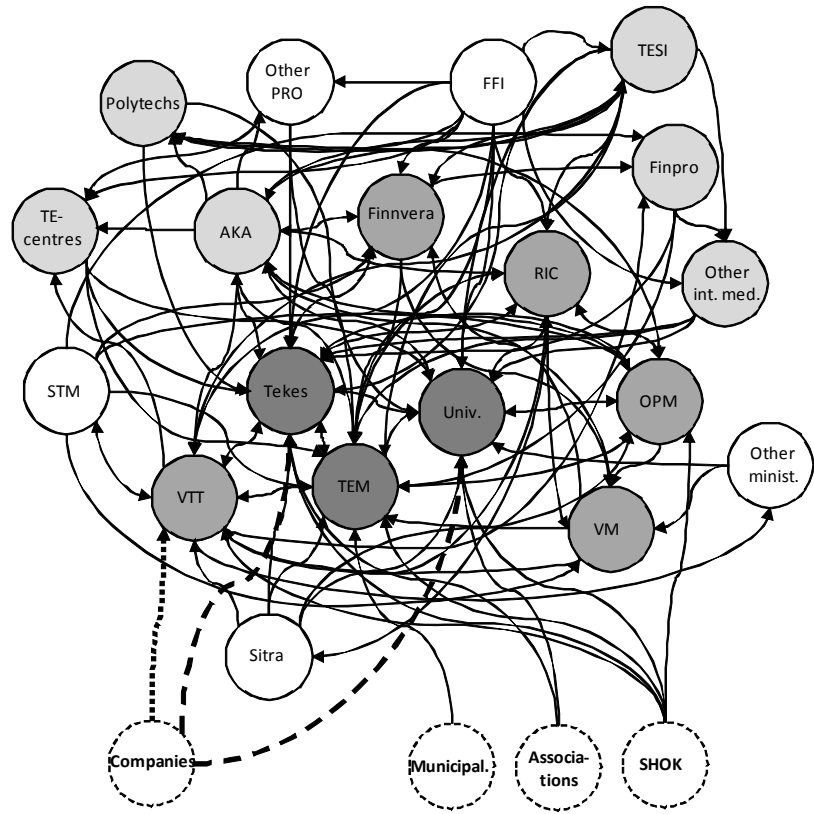 TESI
Other
PRO
FFI
Polytechs
Finpro
TE-
centres
AKA
Finnvera
RIC
Other
int. med.
STM
Tekes
Univ.
OPM
Other
minist.
VTT
TEM
VM
Sitra
Companies
Municipal.
Associa-
tions
SHOK